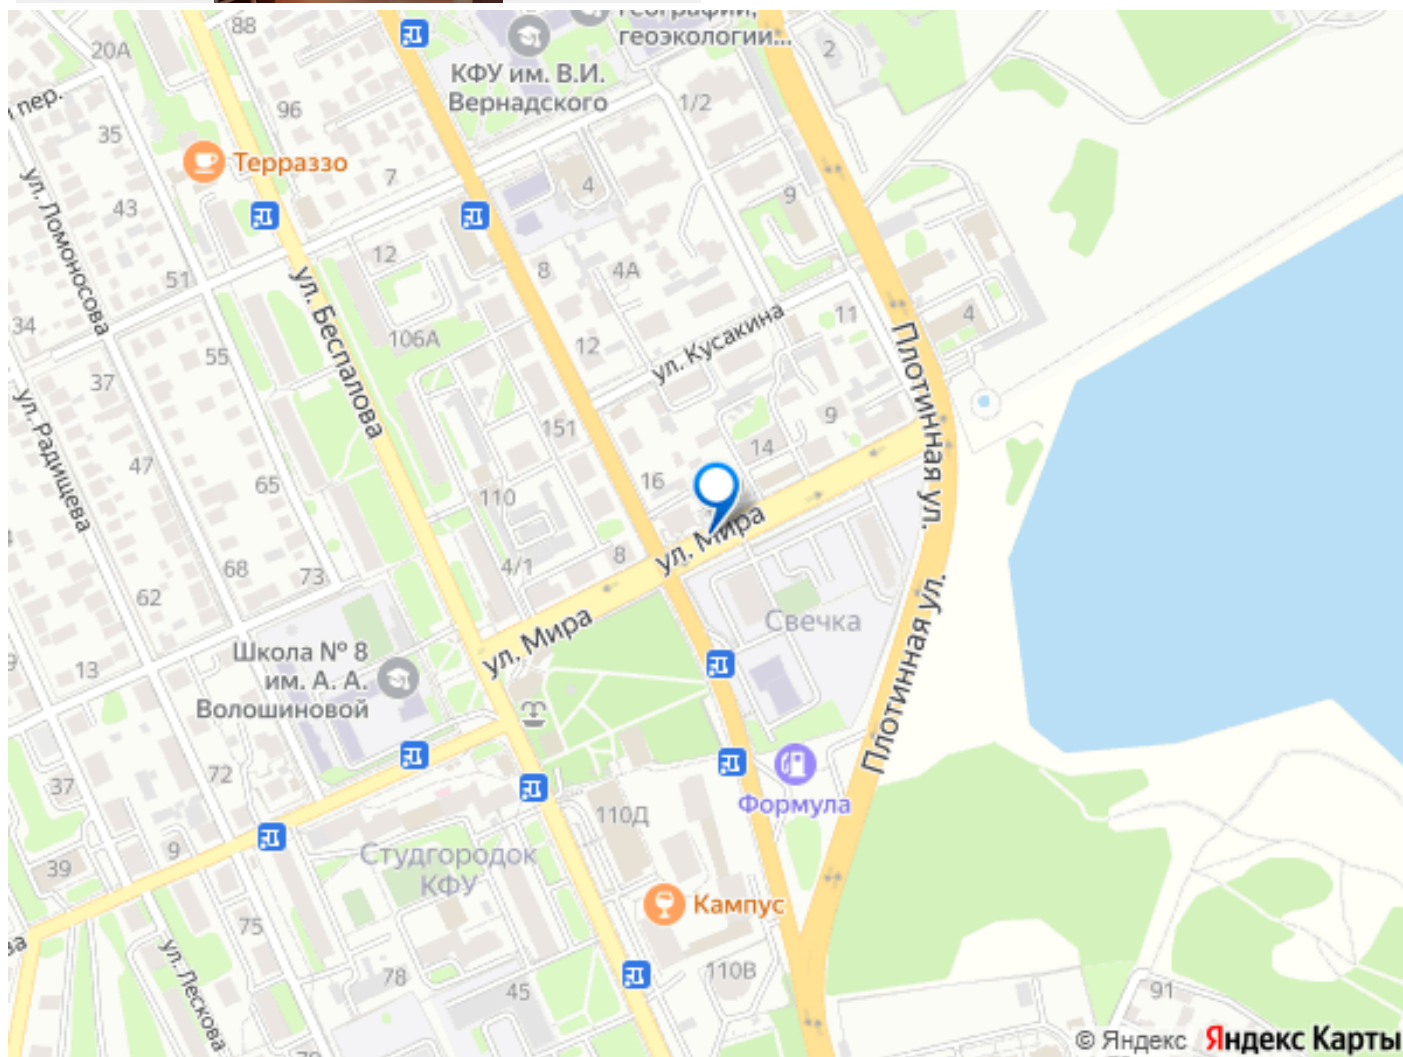 географии,
геоэкологии...
88
2
20А
КФУ им. В.И.
Вернадского
пер.
96
1/2
35
Терраззо
7
4
9
ул. Ломоносова
43
12
8
4А
51
ул. Беспалова
34
106А
ул. Кусакина
11
4
55
12
Плотинная ул.
37
ул. Радищева
151
9
14
47
65
110
16
ул. Мира
4/1
8
68
73
62
ул. Мира
Свечка
Плотинная ул.
Школа № 8
им. А. А.
Волошиновой
13
9
72
37
Формула
110Д
9
39
Студгородок
КФУ
Кампус
75
ул. Лескова
78
45
110В
91
© Яндекс Яндекс Карты